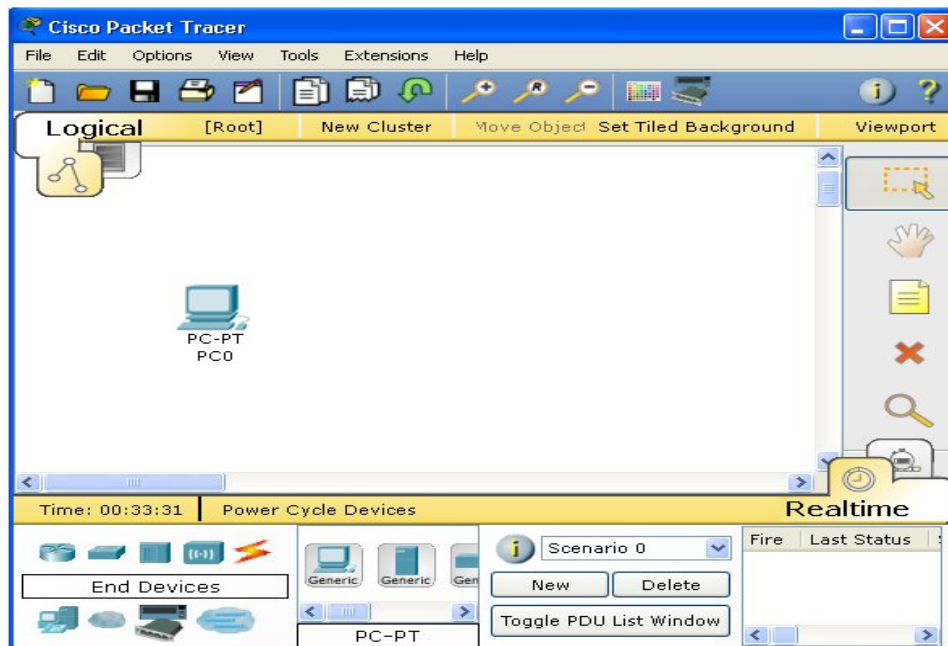 Cisco Packet Tracer
File Edit Options View Tools Extensions Help
Logical [Root] New Cluster Move Object Set Tiled Background Viewport
PC-PT
PC0
Time: 00:33:31 Power Cycle Devices Realtime
End Devices
Generic Generic Gen
PC-PT
i Scenario 0
New Delete
Toggle PDU List Window
Fire Last Status